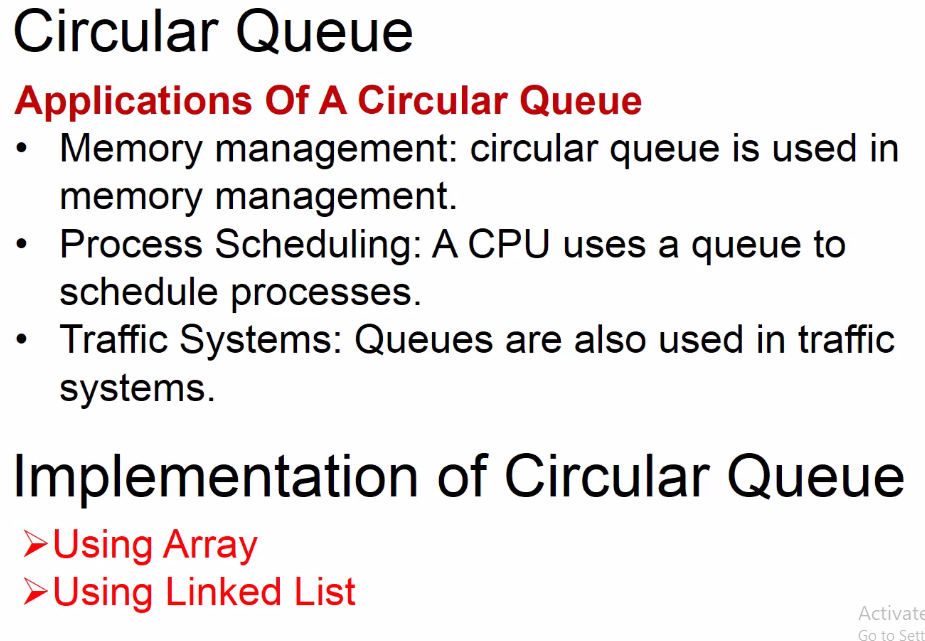 Circular Queue
Applications Of A Circular Queue
• Memory management: circular queue is used in
memory management.
• Process Scheduling: A CPU uses a queue to
schedule processes.
• Traffic Systems: Queues are also used in traffic
systems.
Implementation of Circular Queue
➢Using Array
➢Using Linked List
Activate
Go to Sett